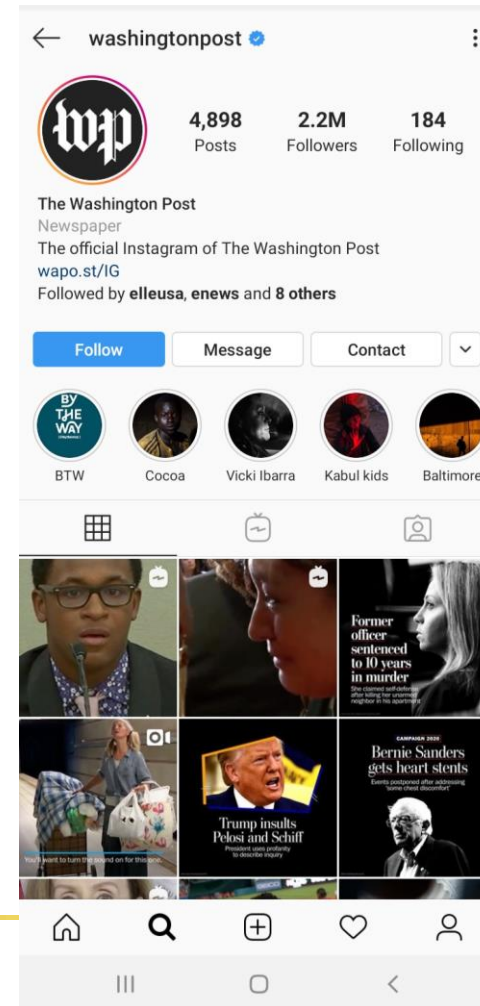 washingtonpost
wp
4,898 2.2M 184
Posts Followers Following
The Washington Post
Newspaper
The official Instagram of The Washington Post
wapo.st/IG
Followed by elleusa, enews and 8 others
Follow Message Contact
BY
THE
WAY
BTW Cocoa Vicki Ibarra Kabul kids Baltimore
Former
officer
sentenced
to 10 years
in murder
She claimed self-defense
after killing her unarmed
neighbor in his apartment
You'll want to turn the sound on for this one.
Trump insults
Pelosi and Schiff
President uses profanity
to describe inquiry
CAMPAIGN 2020
Bernie Sanders
gets heart stents
Events postponed after addressing
'some chest discomfort'